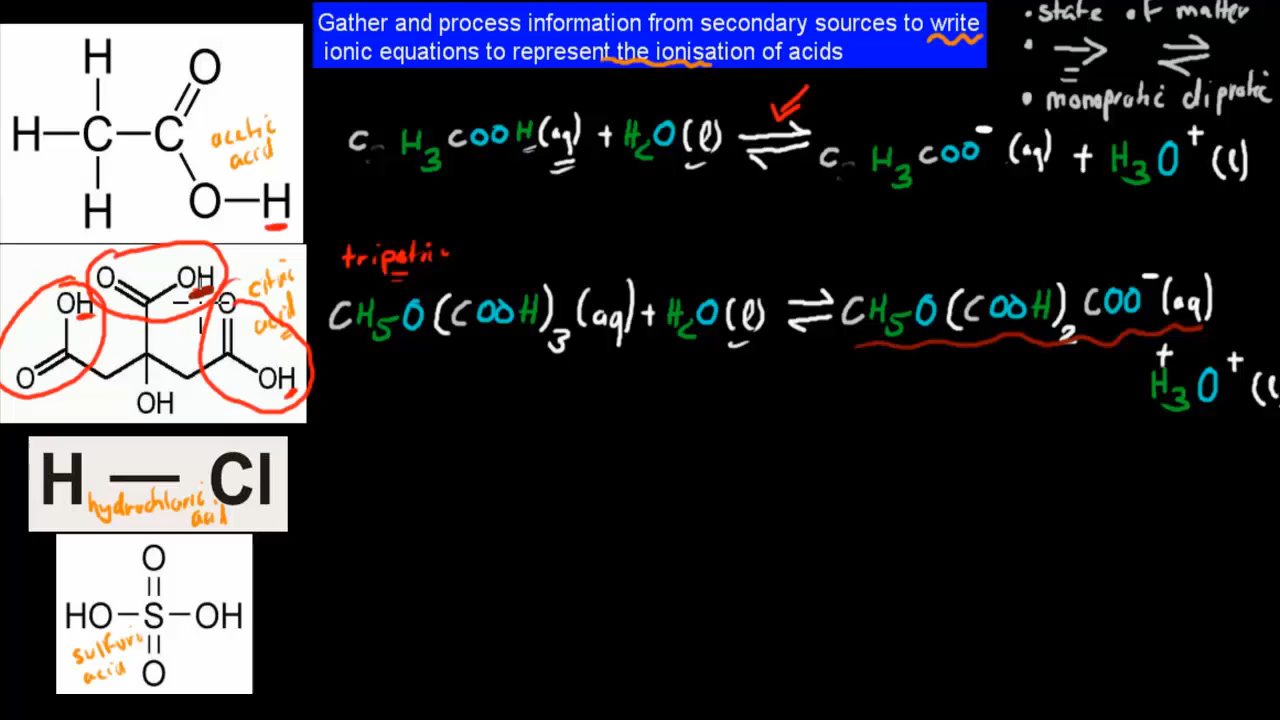 Gather and process information from secondary sources to write
ionic equations to represent the ionisation of acids
• state of matter
• → ⇌
• monoprotic diprotic
H
O
H C C
acetic
acid
H
O H
C H₃COOH(aq) + H₂O(l) ⇌ C H₃COO⁻ (aq) + H₃O⁺(l)
O OH
citric
acid
OH O
O OH
OH
tripotic
CH₅O(COOH)₃(aq) + H₂O(l) ⇌ CH₅O(COOH)₂COO⁻(aq)
+
H₃O⁺(l
H — Cl
hydrochloric
acid
O
HO S OH
sulfuric
acid
O